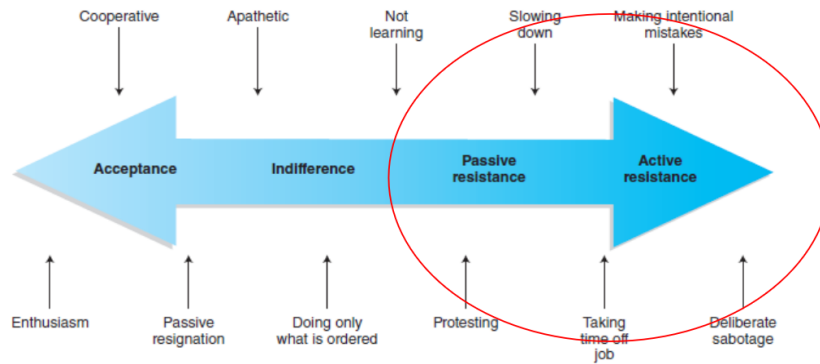 Cooperative
Apathetic
Not
learning
Slowing
down
Making intentional
mistakes
Acceptance
Indifference
Passive
resistance
Active
resistance
Enthusiasm
Passive
resignation
Doing only
what is ordered
Protesting
Taking
time off
job
Deliberate
sabotage